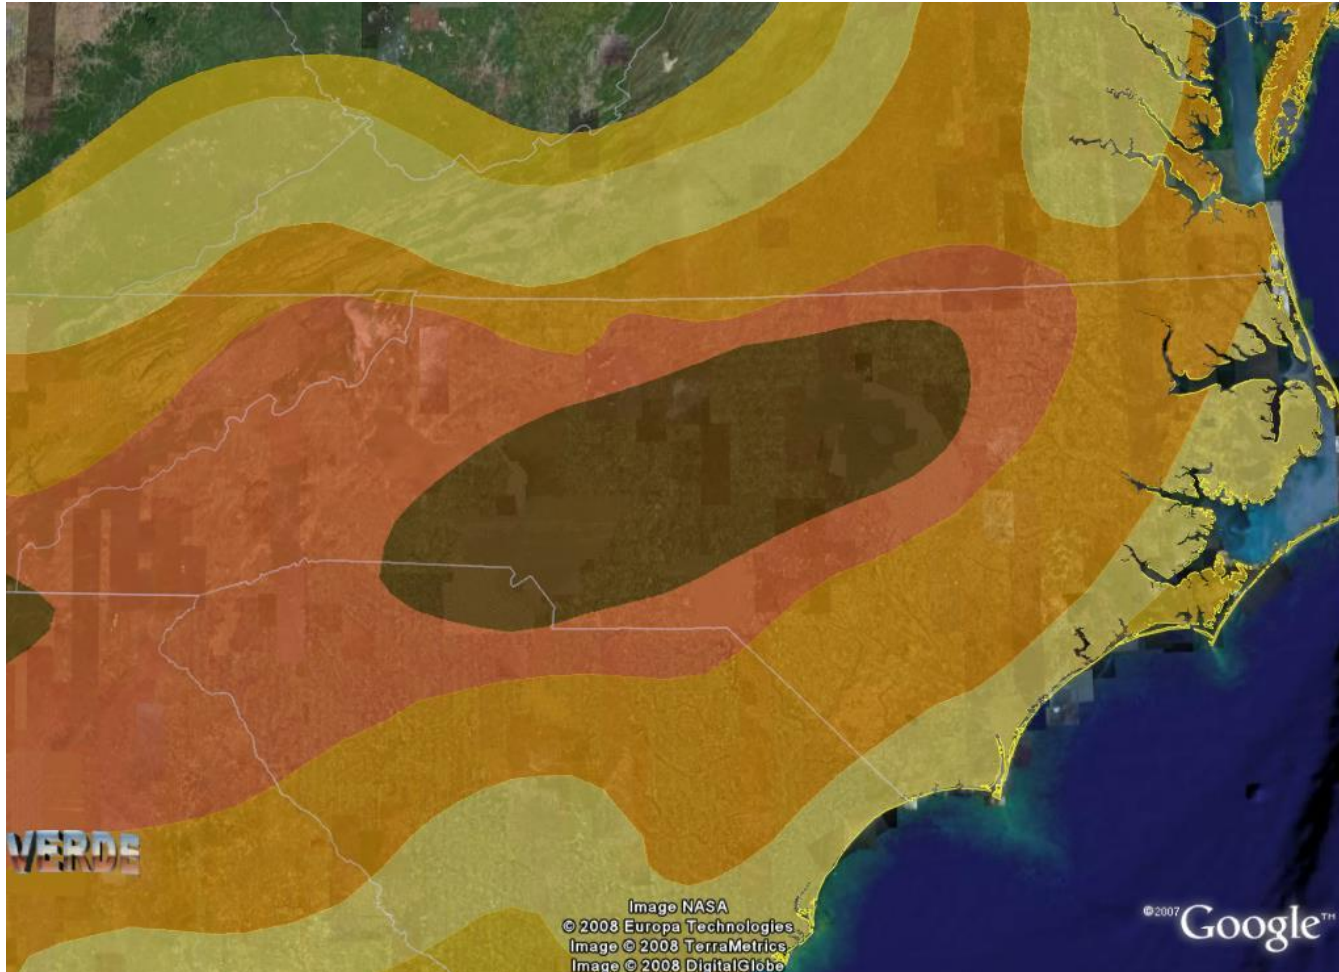 VERDE
Image NASA
© 2008 Europa Technologies
Image © 2008 TerraMetrics
Image © 2008 DigitalGlobe
©2007 Google™